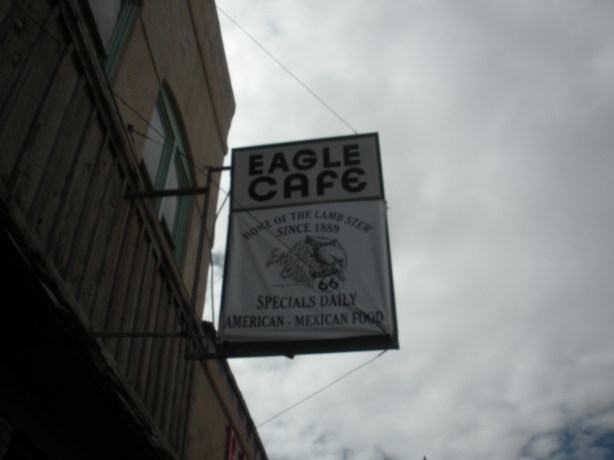 EAGLE
CAFE
HOME OF THE LAMB STEW
SINCE 1889
66
SPECIALS DAILY
AMERICAN - MEXICAN FOOD